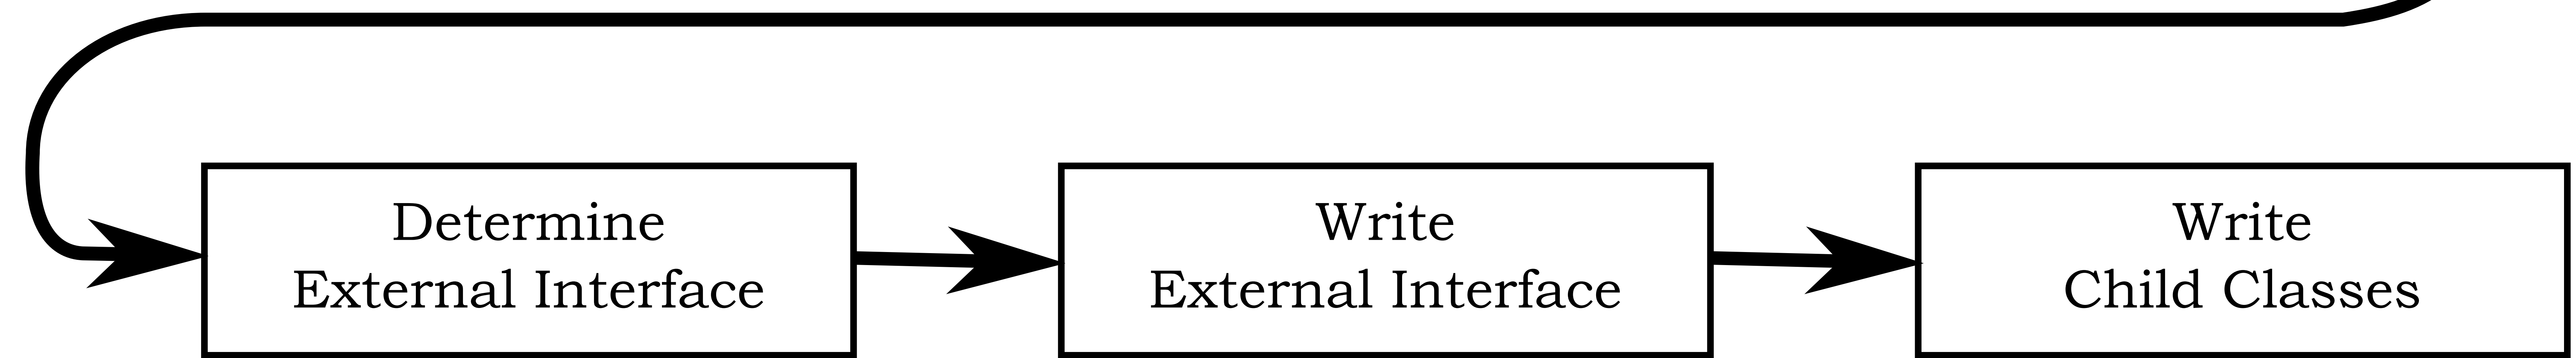 Determine
External Interface
Write
External Interface
Write
Child Classes